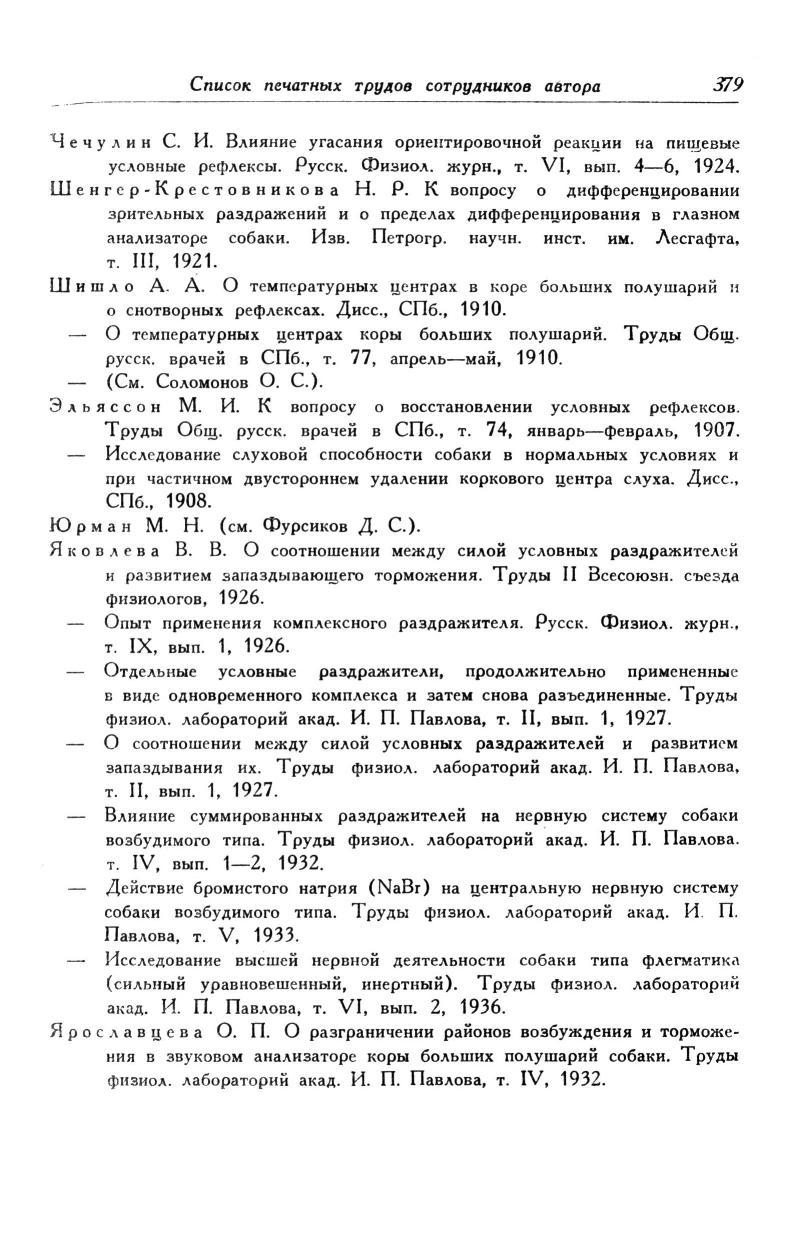 Список печатных трудов сотрудников автора 379
Чечулин С. И. Влияние угасания ориентировочной реакции на пищевые
условные рефлексы. Русск. Физиол. журн., т. VI, вып. 4—6, 1924.
Шенгер-Крестовникова Н. Р. К вопросу о дифференцировании
зрительных раздражений и о пределах дифференцирования в глазном
анализаторе собаки. Изв. Петрогр. научн. инст. им. Лесгафта,
т. III, 1921.
Шишло А. А. О температурных центрах в коре больших полушарий и
о снотворных рефлексах. Дисс., СПб., 1910.
— О температурных центрах коры больших полушарий. Труды Общ.
русск. врачей в СПб., т. 77, апрель—май, 1910.
— (См. Соломонов О. С.).
Эльяссон М. И. К вопросу о восстановлении условных рефлексов.
Труды Общ. русск. врачей в СПб., т. 74, январь—февраль, 1907.
— Исследование слуховой способности собаки в нормальных условиях и
при частичном двустороннем удалении коркового центра слуха. Дисс.,
СПб., 1908.
Юрман М. Н. (см. Фурсиков Д. С.).
Яковлева В. В. О соотношении между силой условных раздражителей
и развитием запаздывающего торможения. Труды II Всесоюзн. съезда
физиологов, 1926.
— Опыт применения комплексного раздражителя. Русск. Физиол. журн.,
т. IX, вып. 1, 1926.
— Отдельные условные раздражители, продолжительно примененные
в виде одновременного комплекса и затем снова разъединенные. Труды
физиол. лабораторий акад. И. П. Павлова, т. II, вып. 1, 1927.
— О соотношении между силой условных раздражителей и развитием
запаздывания их. Труды физиол. лабораторий акад. И. П. Павлова,
т. II, вып. 1, 1927.
— Влияние суммированных раздражителей на нервную систему собаки
возбудимого типа. Труды физиол. лабораторий акад. И. П. Павлова.
т. IV, вып. 1—2, 1932.
— Действие бромистого натрия (NaBr) на центральную нервную систему
собаки возбудимого типа. Труды физиол. лабораторий акад. И. П.
Павлова, т. V, 1933.
— Исследование высшей нервной деятельности собаки типа флегматика
(сильный уравновешенный, инертный). Труды физиол. лабораторий
акад. И. П. Павлова, т. VI, вып. 2, 1936.
Ярославцева О. П. О разграничении районов возбуждения и торможе-
ния в звуковом анализаторе коры больших полушарий собаки. Труды
физиол. лабораторий акад. И. П. Павлова, т. IV, 1932.